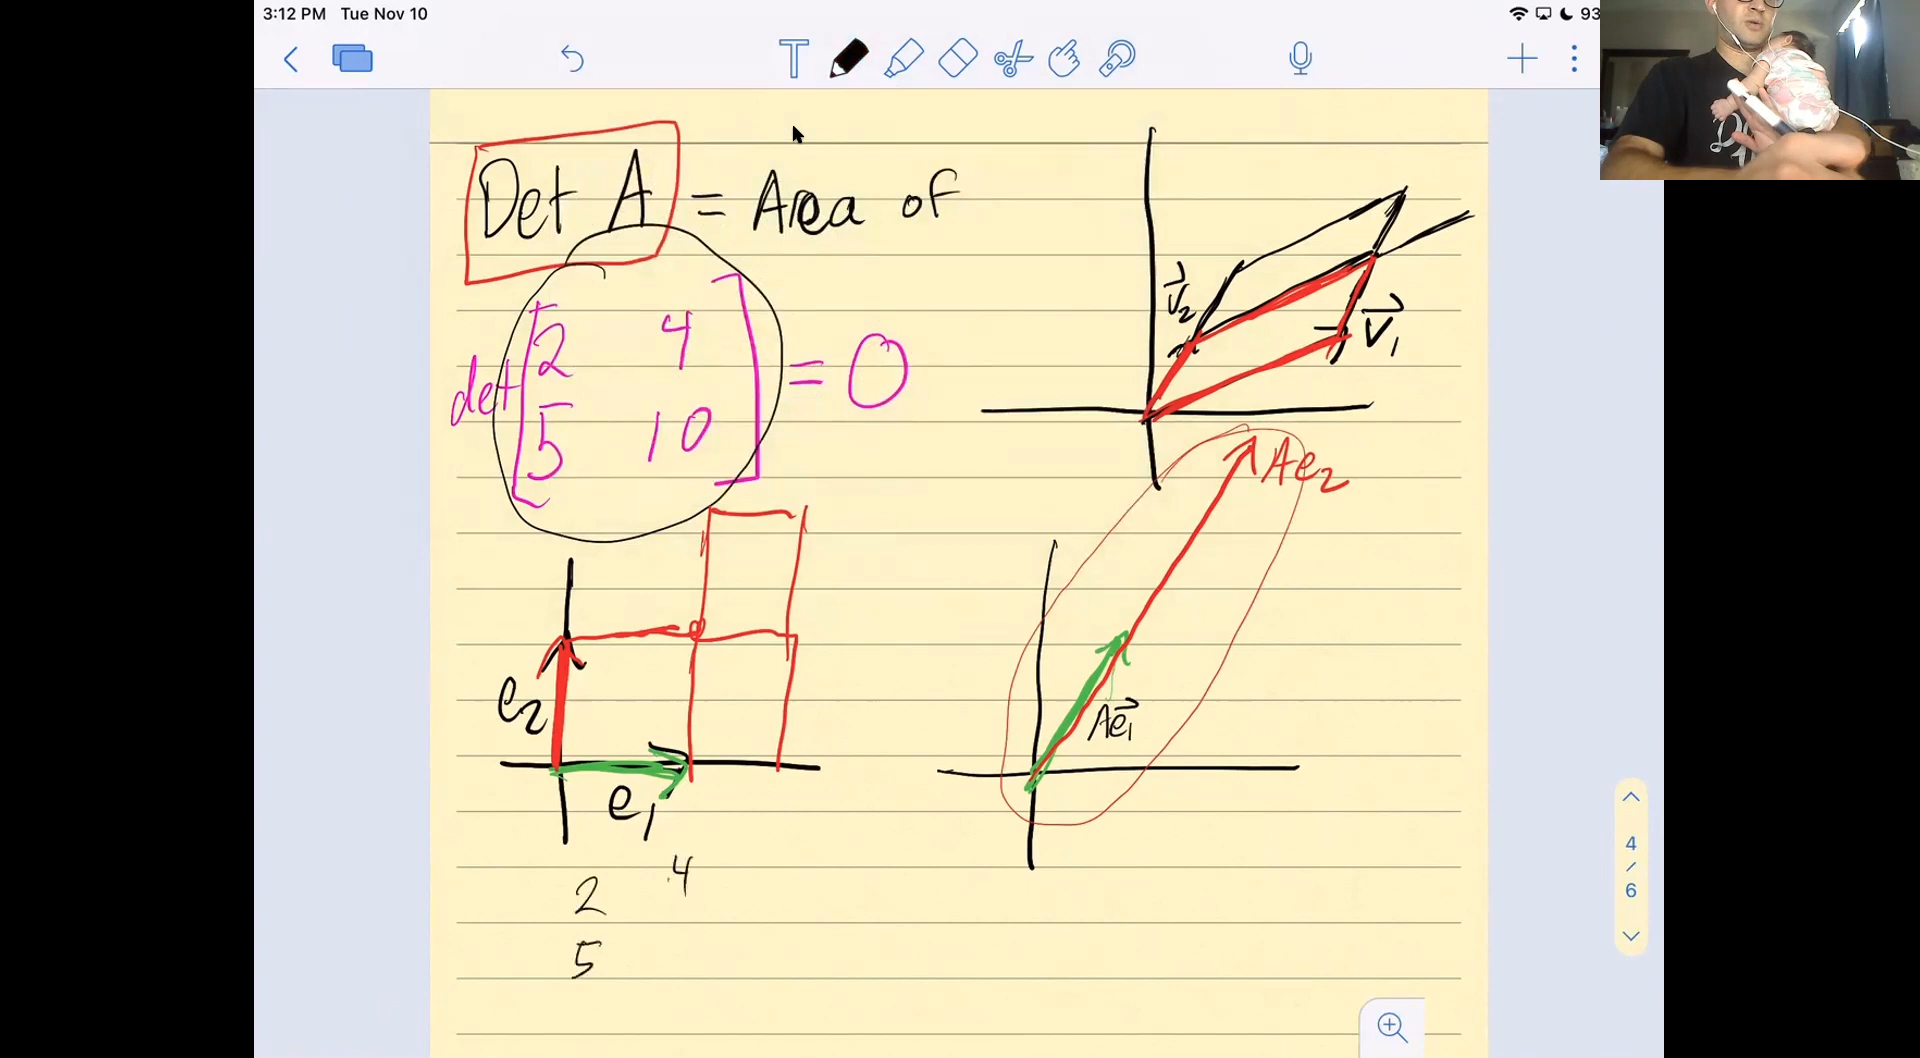 3:12 PM Tue Nov 10
93
T
Det A = Area of
det [2 4
5 10] = 0
v₂
v₁
Ae₂
e₂
Ae₁
e₁
4
2
5
4
/
6